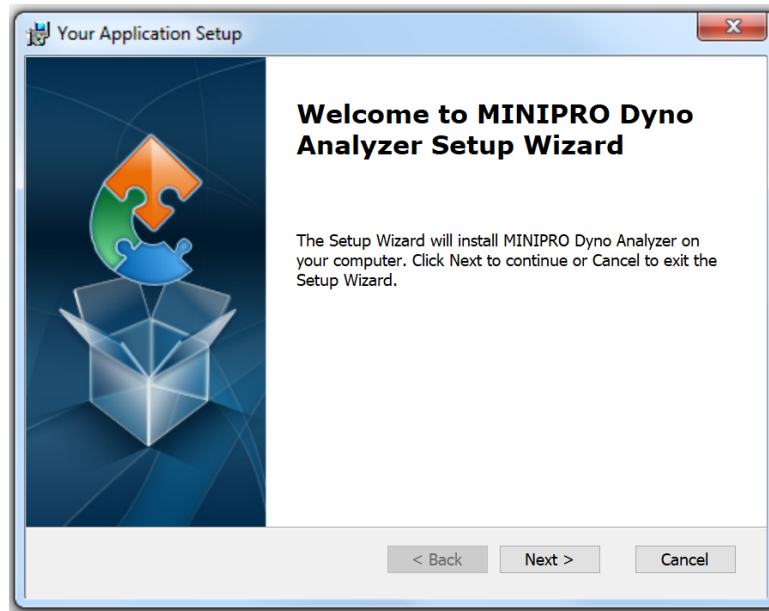 Your Application Setup
Welcome to MINIPRO Dyno
Analyzer Setup Wizard
The Setup Wizard will install MINIPRO Dyno Analyzer on
your computer. Click Next to continue or Cancel to exit the
Setup Wizard.
< Back Next > Cancel